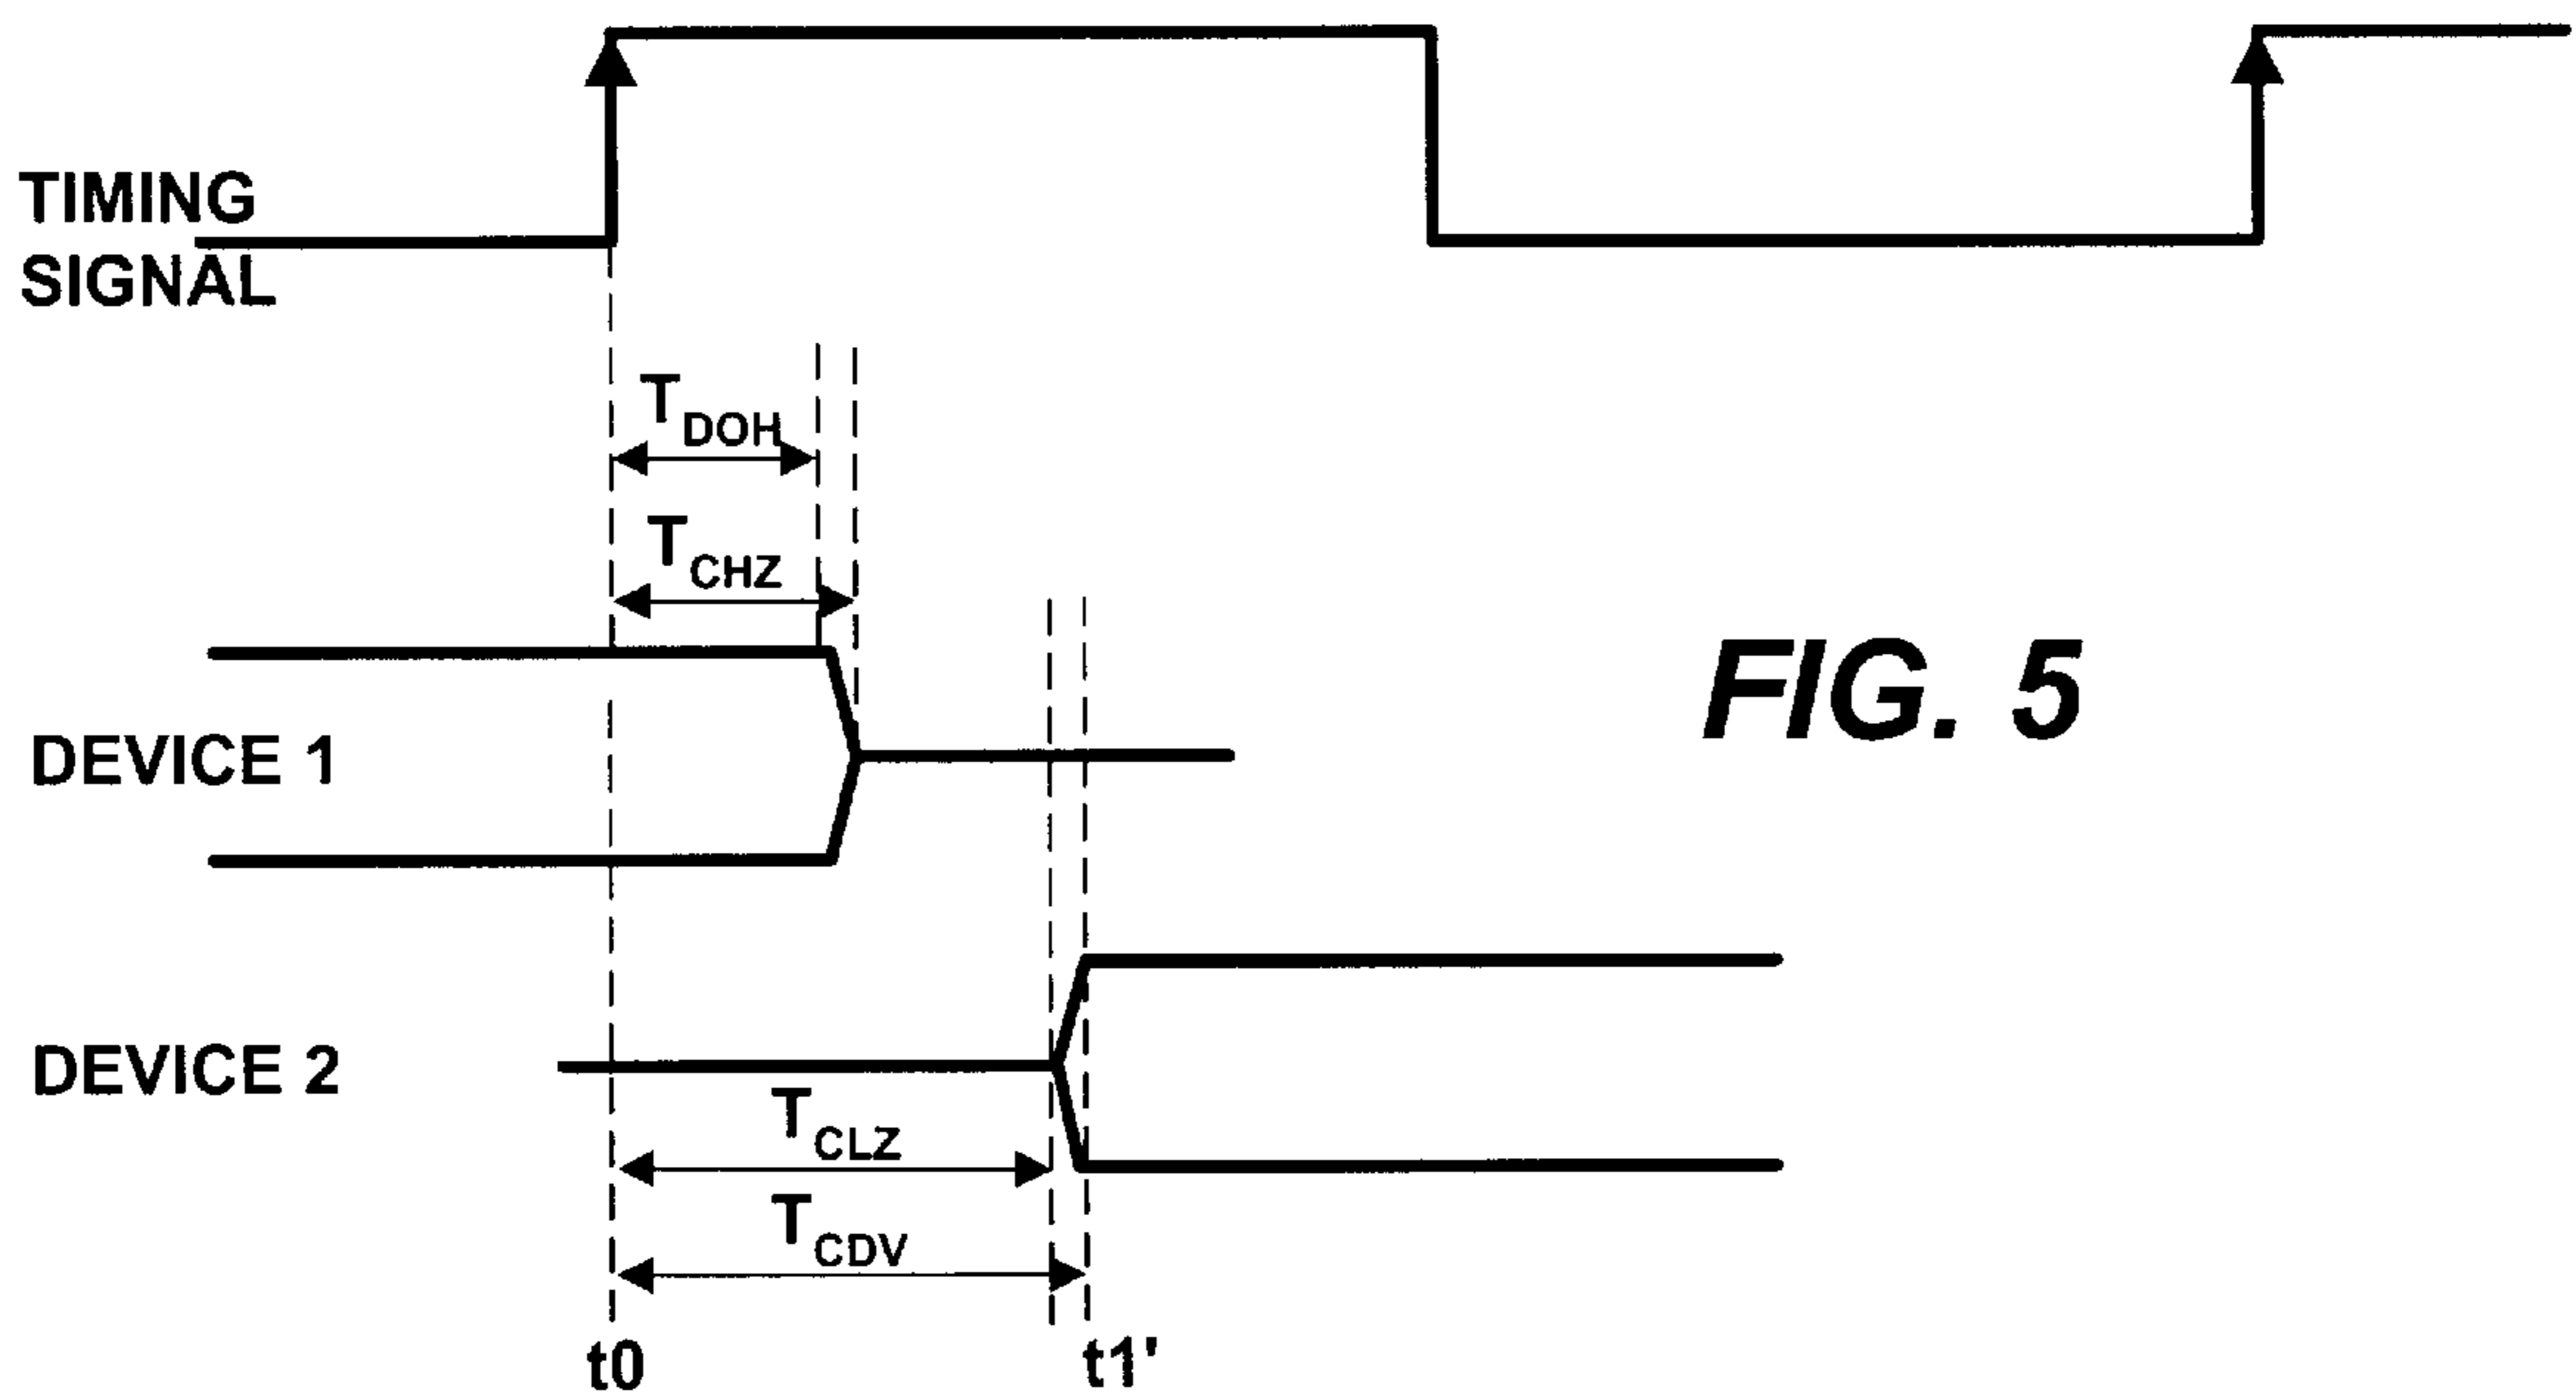 TIMING
SIGNAL
TDOH
TCHZ
FIG. 5
DEVICE 1
DEVICE 2
TCLZ
TCDV
t0
t1'